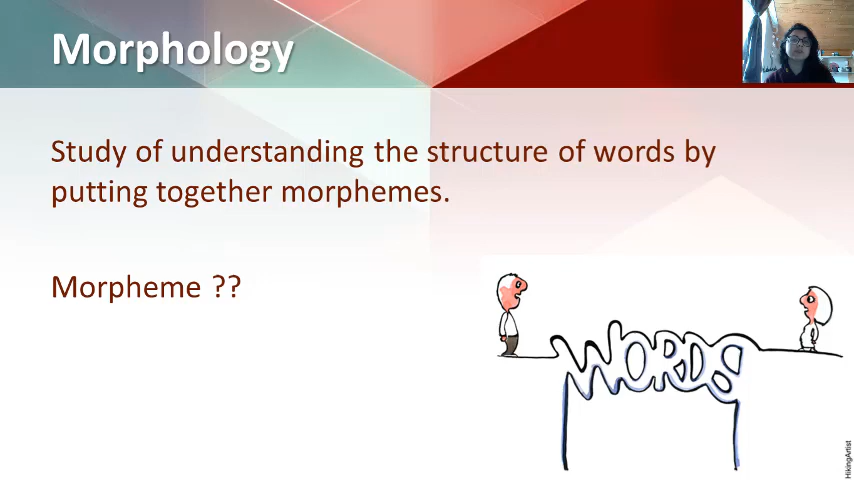 Morphology
Study of understanding the structure of words by
putting together morphemes.
Morpheme ??
WORDS
HikingArtist